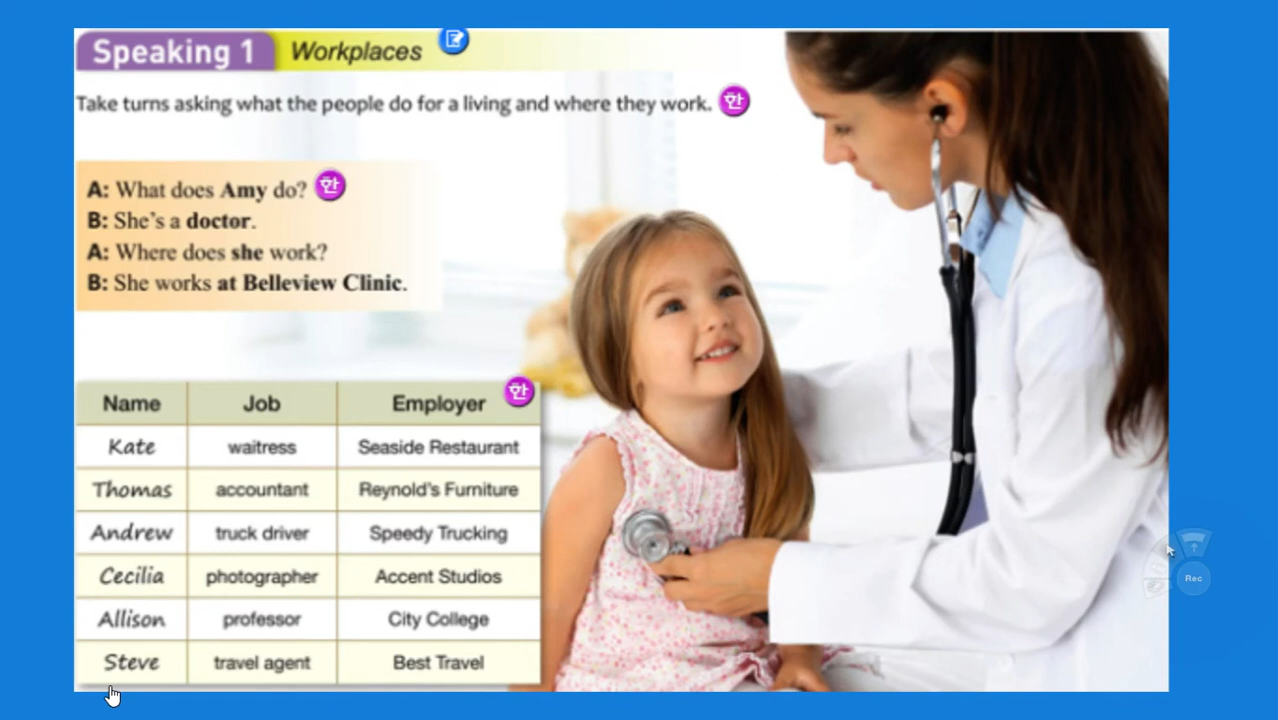 Speaking 1 Workplaces
Take turns asking what the people do for a living and where they work. 한
A: What does Amy do? 한
B: She's a doctor.
A: Where does she work?
B: She works at Belleview Clinic.
한
Name Job Employer
Kate waitress Seaside Restaurant
Thomas accountant Reynold's Furniture
Andrew truck driver Speedy Trucking
Cecilia photographer Accent Studios
Allison professor City College
Steve travel agent Best Travel
Rec